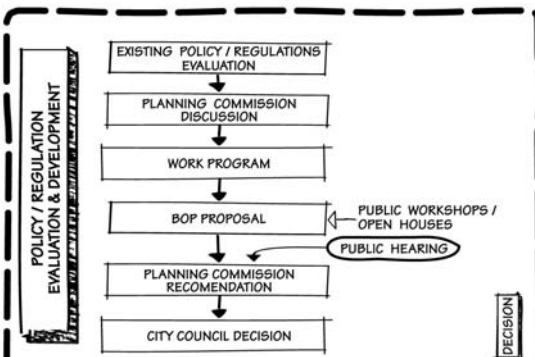 POLICY / REGULATION
EVALUATION & DEVELOPMENT
EXISTING POLICY / REGULATIONS
EVALUATION
PLANNING COMMISSION
DISCUSSION
WORK PROGRAM
BOP PROPOSAL
PUBLIC WORKSHOPS /
OPEN HOUSES
PUBLIC HEARING
PLANNING COMMISSION
RECOMENDATION
CITY COUNCIL DECISION
DECISION